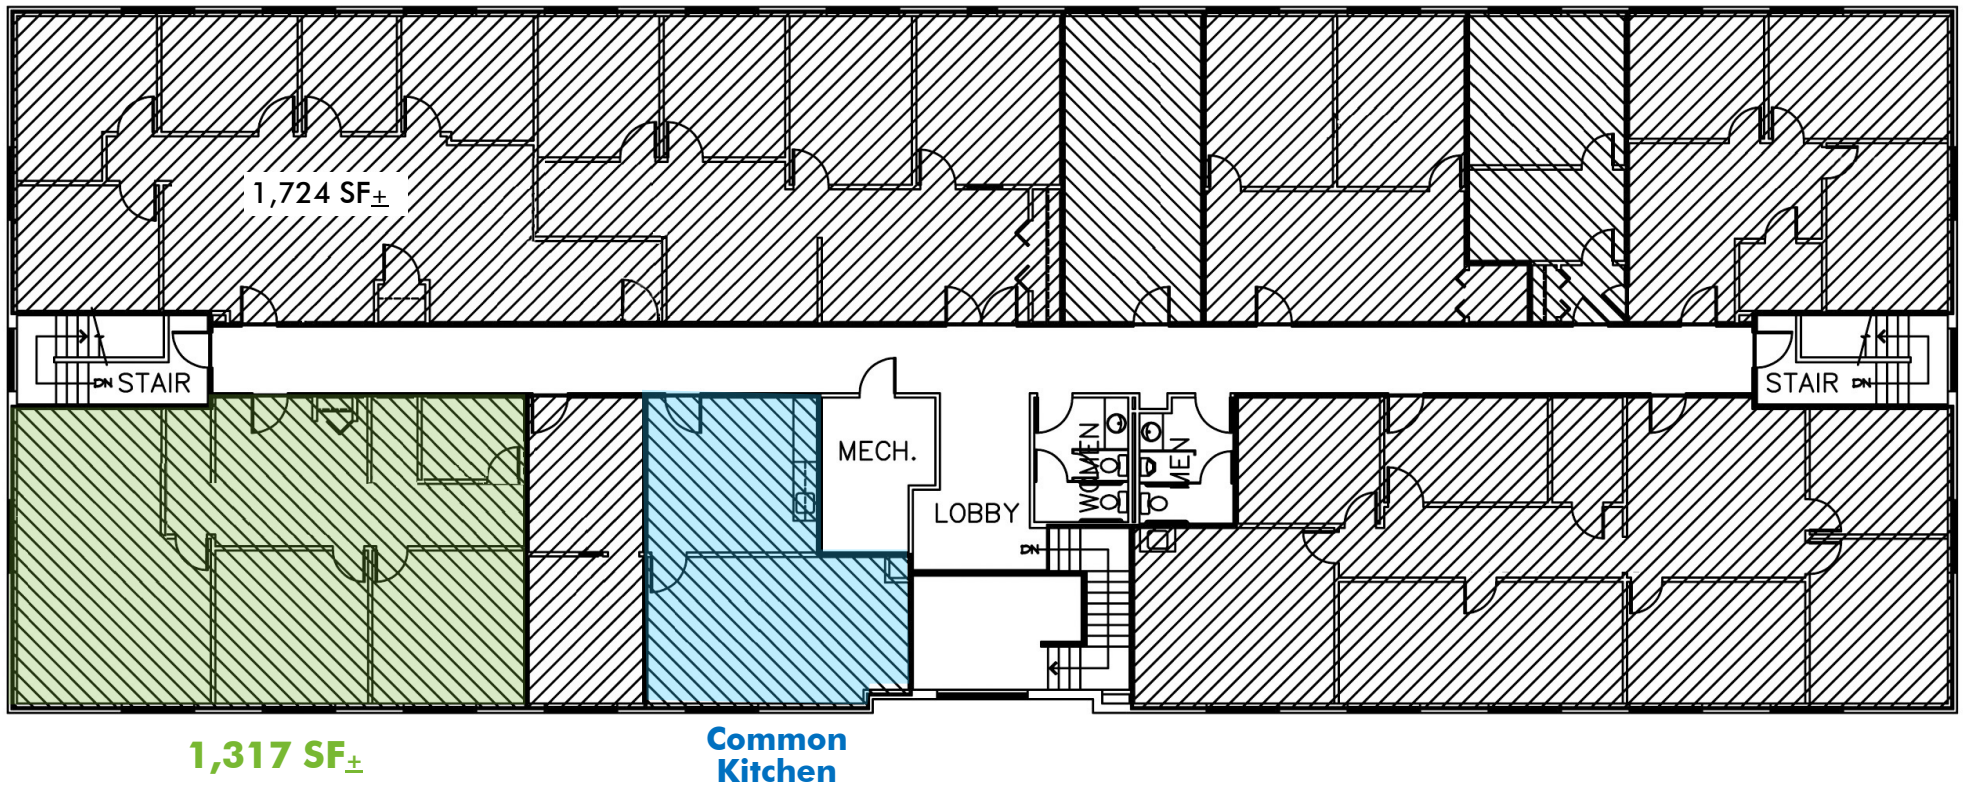 1,724 SF±
STAIR
DN
STAIR
DN
MECH.
WOMEN
MEN
LOBBY
DN
1,317 SF±
Common
Kitchen